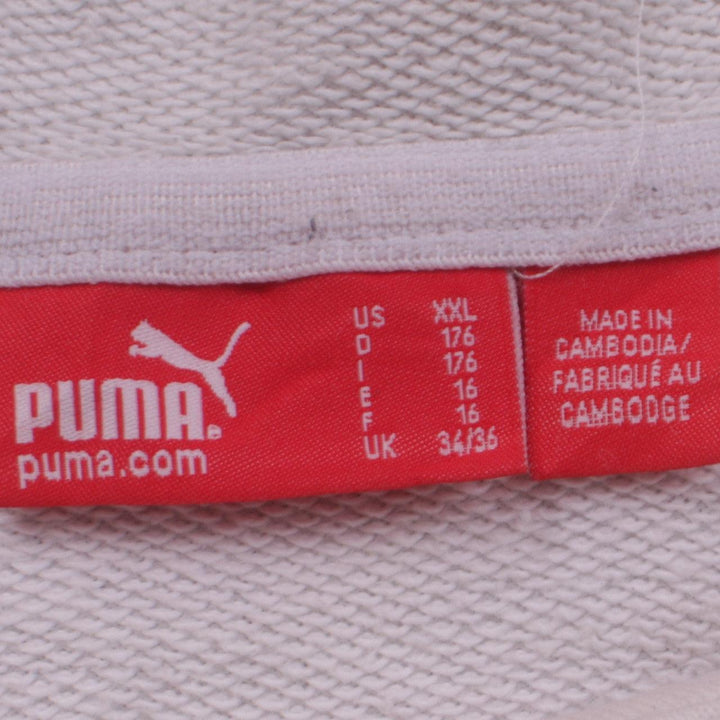 PUMA
puma.com
US XXL
D 176
I 176
E 16
F 16
UK 34/36
MADE IN
CAMBODIA/
FABRIQUÉ AU
CAMBODGE